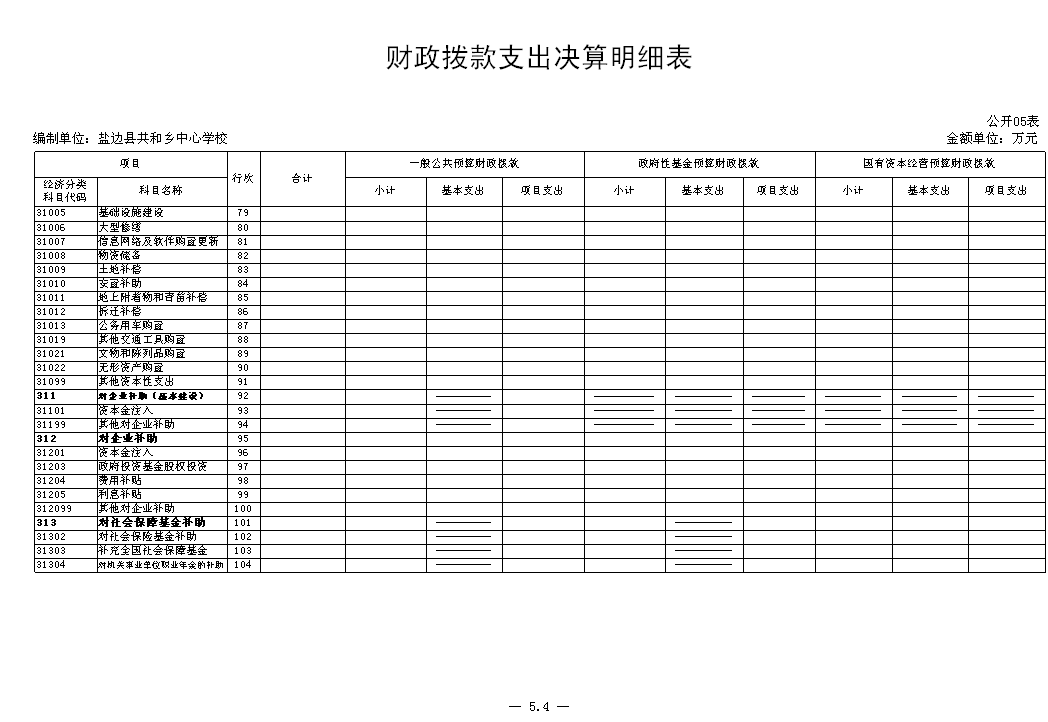 财政拨款支出决算明细表
公开05表
编制单位：盐边县共和乡中心学校 金额单位：万元
项目 行次 合计 一般公共预算财政拨款 政府性基金预算财政拨款 国有资本经营预算财政拨款
经济分类科目代码 科目名称 小计 基本支出 项目支出 小计 基本支出 项目支出 小计 基本支出 项目支出
31005 基础设施建设 79
31006 大型修缮 80
31007 信息网络及软件购置更新 81
31008 物资储备 82
31009 土地补偿 83
31010 安置补助 84
31011 地上附着物和青苗补偿 85
31012 拆迁补偿 86
31013 公务用车购置 87
31019 其他交通工具购置 88
31021 文物和陈列品购置 89
31022 无形资产购置 90
31099 其他资本性支出 91
311 对企业补助（基本建设） 92 ——— ——— ——— ——— ——— ——— ———
31101 资本金注入 93 ——— ——— ——— ——— ——— ——— ———
31199 其他对企业补助 94 ——— ——— ——— ——— ——— ——— ———
312 对企业补助 95
31201 资本金注入 96
31203 政府投资基金股权投资 97
31204 费用补贴 98
31205 利息补贴 99
312099 其他对企业补助 100
313 对社会保障基金补助 101 ——— ———
31302 对社会保险基金补助 102 ——— ———
31303 补充全国社会保障基金 103 ——— ———
31304 对机关事业单位职业年金的补助 104 ——— ———
— 5.4 —